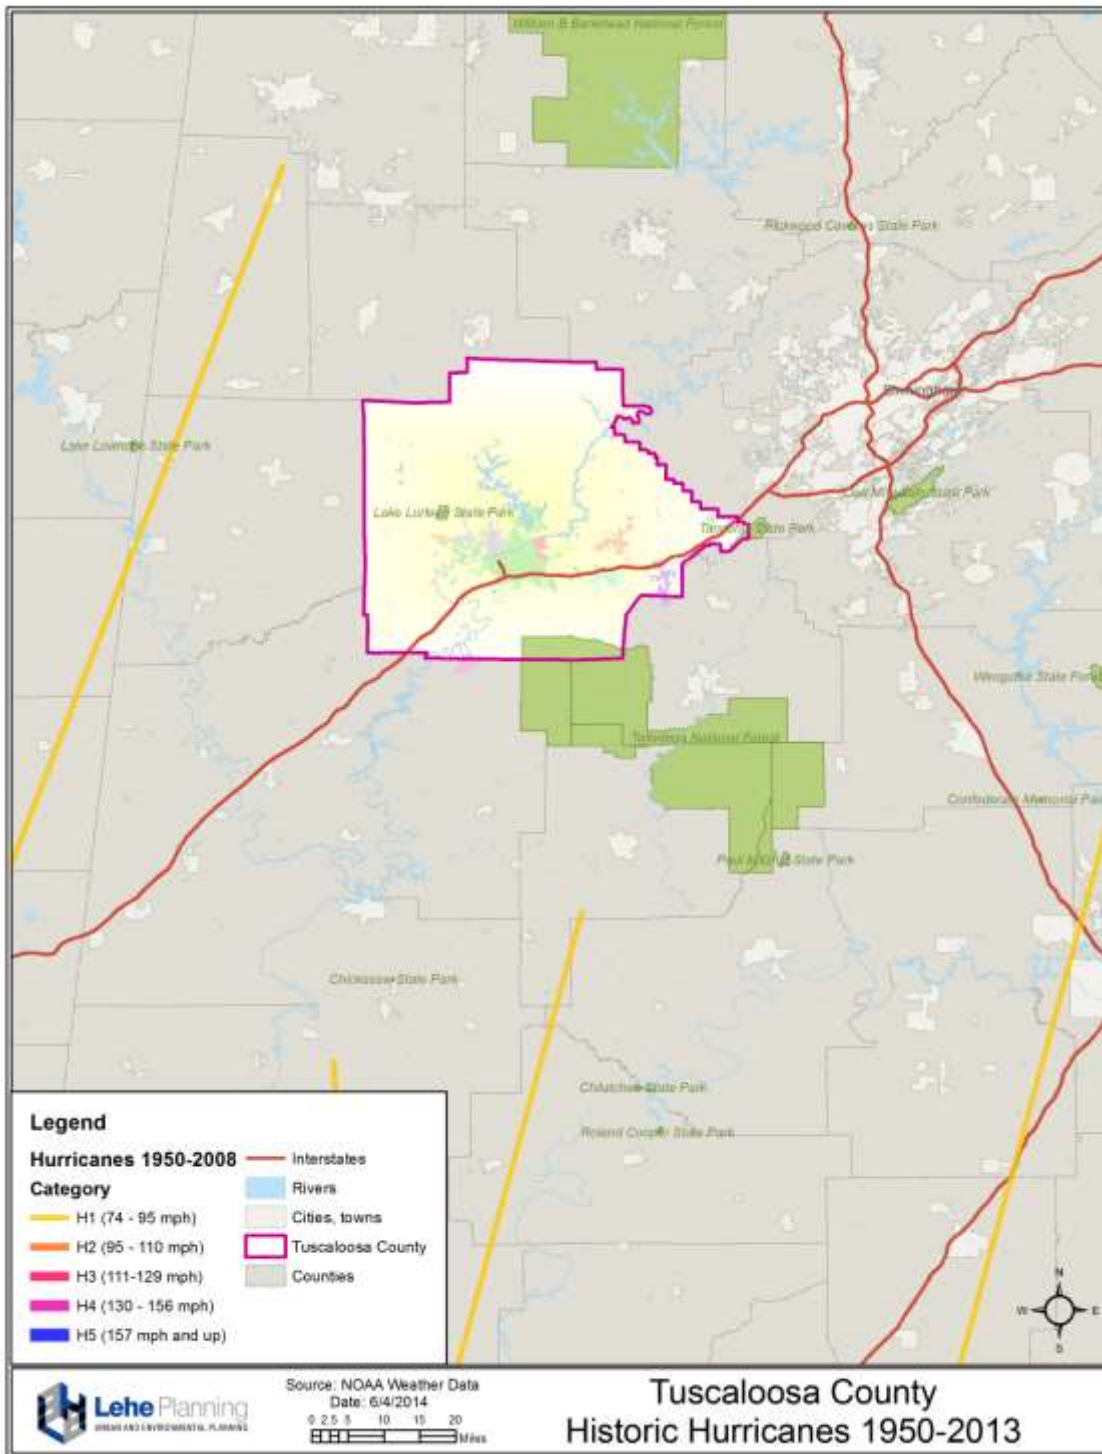 William B Bankhead National Forest
Rickwood Caverns State Park
Birmingham
Lake Lowndes State Park
Lake Lurleen State Park
Tannehill State Park
Oak Mountain State Park
Talladega National Forest
Confederate Memorial Park
Paul M Grist State Park
Chickasaw State Park
Chilatchee State Park
Roland Cooper State Park
Legend
Hurricanes 1950-2008
Category
H1 (74 - 95 mph)
H2 (95 - 110 mph)
H3 (111-129 mph)
H4 (130 - 156 mph)
H5 (157 mph and up)
Interstates
Rivers
Cities, towns
Tuscaloosa County
Counties
N
W E
S
Lehe Planning
URBAN AND ENVIRONMENTAL PLANNING
Source: NOAA Weather Data
Date: 6/4/2014
0 2.5 5 10 15 20
Miles
Tuscaloosa County
Historic Hurricanes 1950-2013